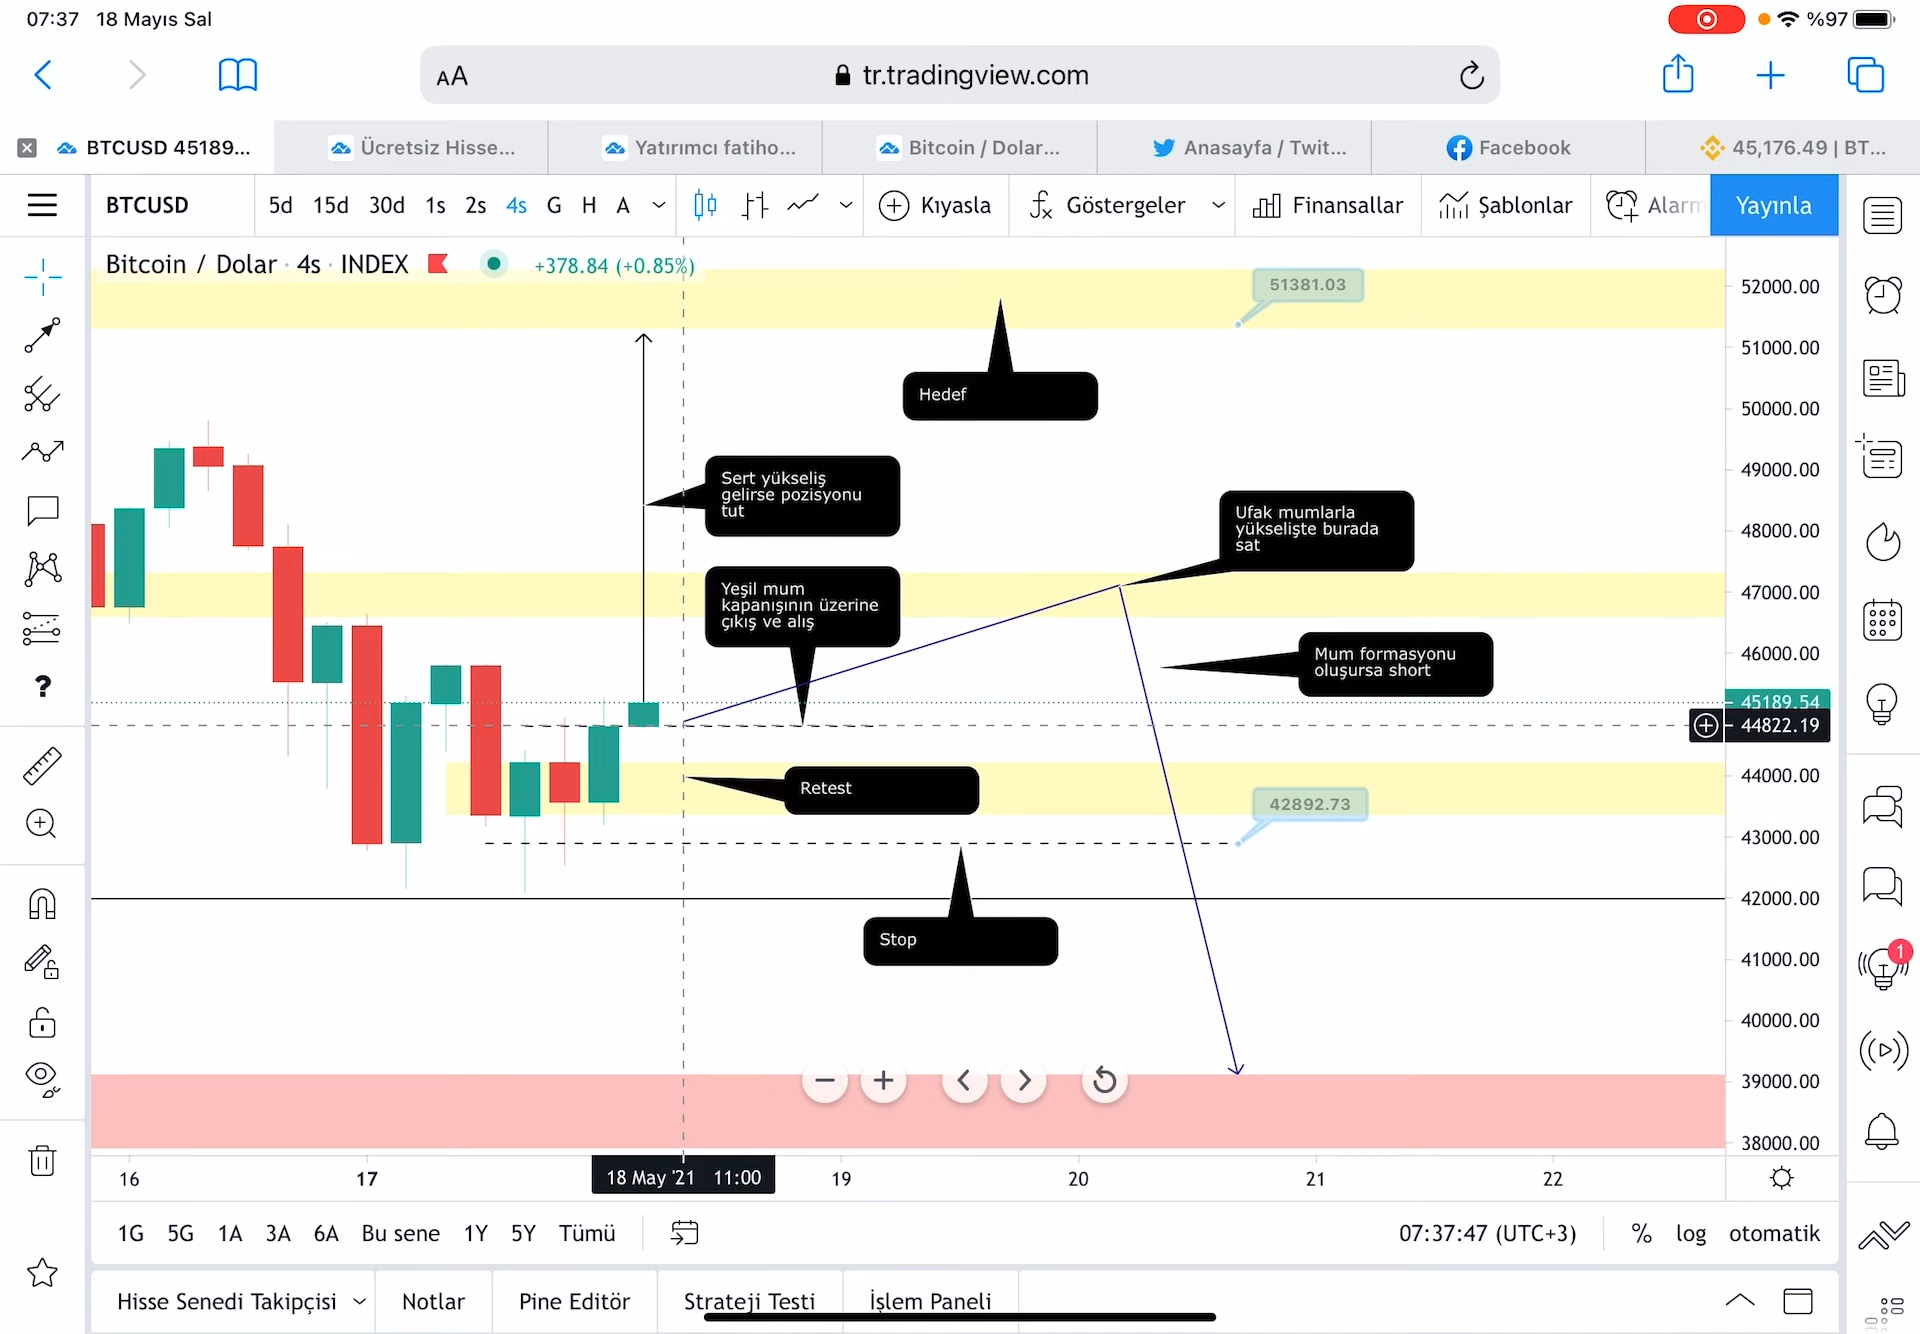 07:37 18 Mayıs Sal
%97
AA
tr.tradingview.com
BTCUSD 45189...
Ücretsiz Hisse...
Yatırımcı fatiho...
Bitcoin / Dolar...
Anasayfa / Twit...
Facebook
45,176.49 | BT...
BTCUSD
5d 15d 30d 1s 2s 4s G H A
Kıyasla
Göstergeler
Finansallar
Şablonlar
Alarm
Yayınla
Bitcoin / Dolar · 4s · INDEX
+378.84 (+0.85%)
51381.03
Hedef
Sert yükseliş
gelirse pozisyonu
tut
Ufak mumlarla
yükselişte burada
sat
Yeşil mum
kapanışının üzerine
çıkış ve alış
Mum formasyonu
oluşursa short
Retest
42892.73
Stop
52000.00
51000.00
50000.00
49000.00
48000.00
47000.00
46000.00
45189.54
44822.19
44000.00
43000.00
42000.00
41000.00
40000.00
39000.00
38000.00
1
16
17
18 May '21 11:00
19
20
21
22
1G 5G 1A 3A 6A Bu sene 1Y 5Y Tümü
07:37:47 (UTC+3)
% log otomatik
Hisse Senedi Takipçisi
Notlar
Pine Editör
Strateji Testi
İşlem Paneli